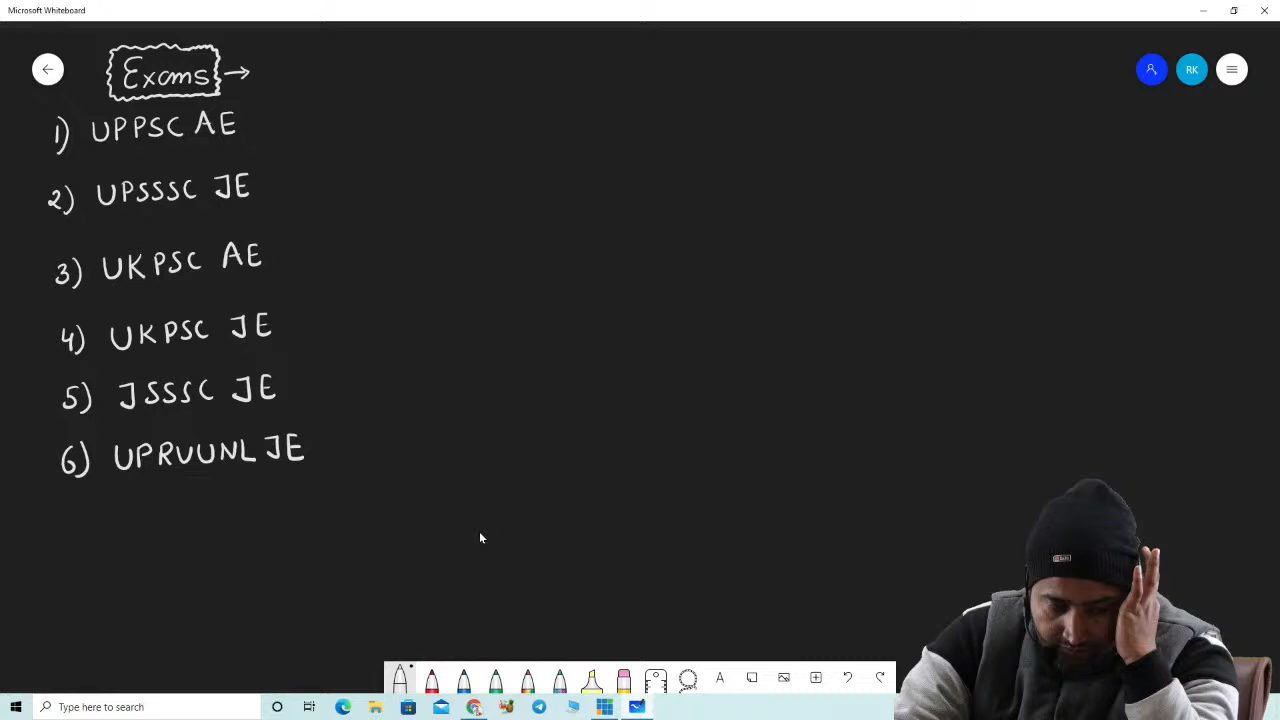 Microsoft Whiteboard
Exams →
RK
1) UPPSC AE
2) UPSSSC JE
3) UKPSC AE
4) UKPSC JE
5) JSSSC JE
6) UPRVUNL JE
A
Type here to search